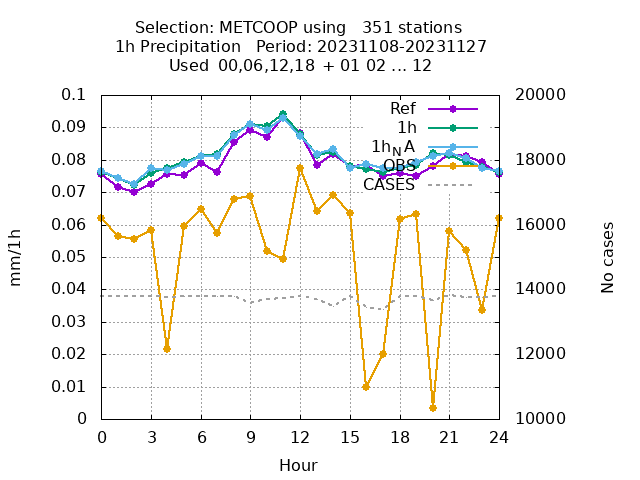 Selection: METCOOP using 351 stations
1h Precipitation Period: 20231108-20231127
Used 00,06,12,18 + 01 02 ... 12
0.1
0.09
0.08
0.07
0.06
0.05
0.04
0.03
0.02
0.01
0
20000
18000
16000
14000
12000
10000
mm/1h
No cases
Ref
1h
1h_N A
OBS
CASES
0 3 6 9 12 15 18 21 24
Hour